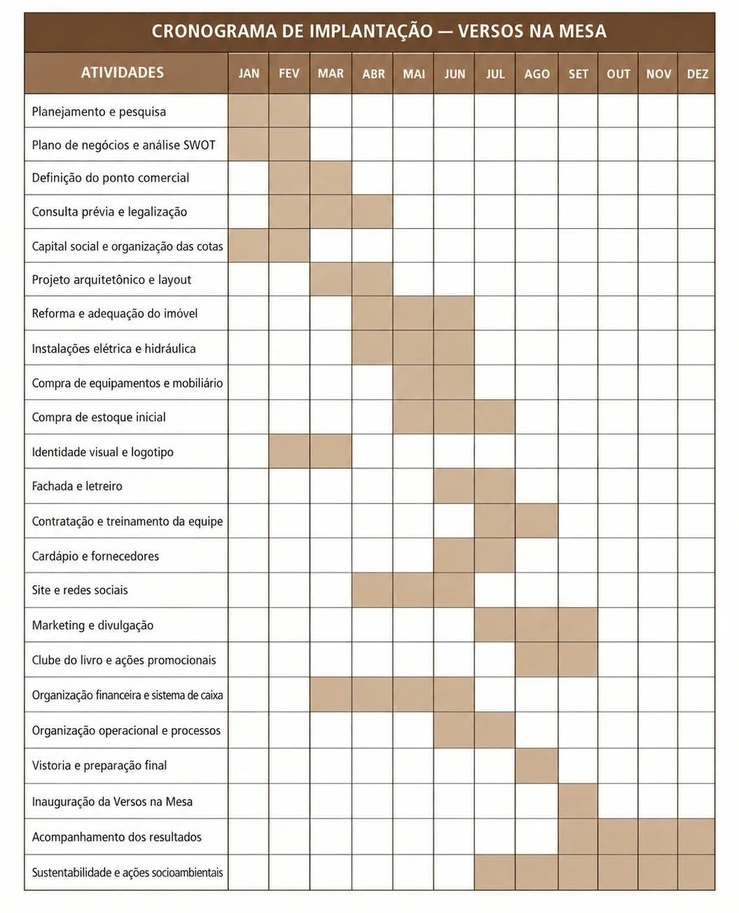 CRONOGRAMA DE IMPLANTAÇÃO — VERSOS NA MESA
ATIVIDADES JAN FEV MAR ABR MAI JUN JUL AGO SET OUT NOV DEZ
Planejamento e pesquisa
Plano de negócios e análise SWOT
Definição do ponto comercial
Consulta prévia e legalização
Capital social e organização das cotas
Projeto arquitetônico e layout
Reforma e adequação do imóvel
Instalações elétrica e hidráulica
Compra de equipamentos e mobiliário
Compra de estoque inicial
Identidade visual e logotipo
Fachada e letreiro
Contratação e treinamento da equipe
Cardápio e fornecedores
Site e redes sociais
Marketing e divulgação
Clube do livro e ações promocionais
Organização financeira e sistema de caixa
Organização operacional e processos
Vistoria e preparação final
Inauguração da Versos na Mesa
Acompanhamento dos resultados
Sustentabilidade e ações socioambientais